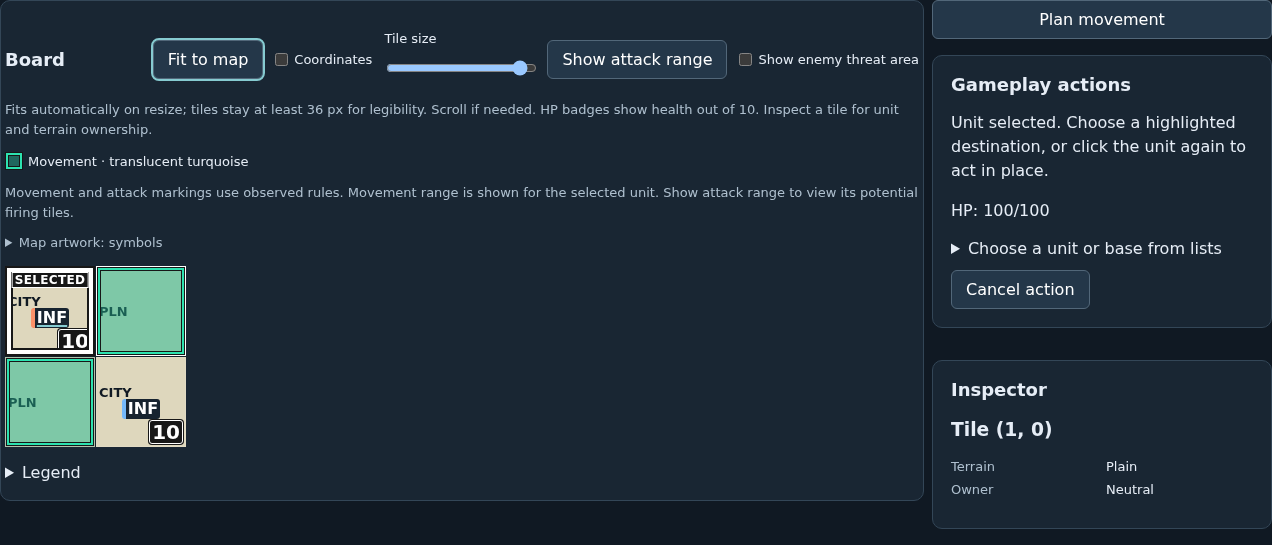 Plan movement
Board
Fit to map
Coordinates
Tile size
Show attack range
Show enemy threat area
Fits automatically on resize; tiles stay at least 36 px for legibility. Scroll if needed. HP badges show health out of 10. Inspect a tile for unit
and terrain ownership.
Movement · translucent turquoise
Movement and attack markings use observed rules. Movement range is shown for the selected unit. Show attack range to view its potential
firing tiles.
Map artwork: symbols
SELECTED
CITY
INF
10
PLN
PLN
CITY
INF
10
Legend
Gameplay actions
Unit selected. Choose a highlighted
destination, or click the unit again to
act in place.
HP: 100/100
Choose a unit or base from lists
Cancel action
Inspector
Tile (1, 0)
Terrain Plain
Owner Neutral